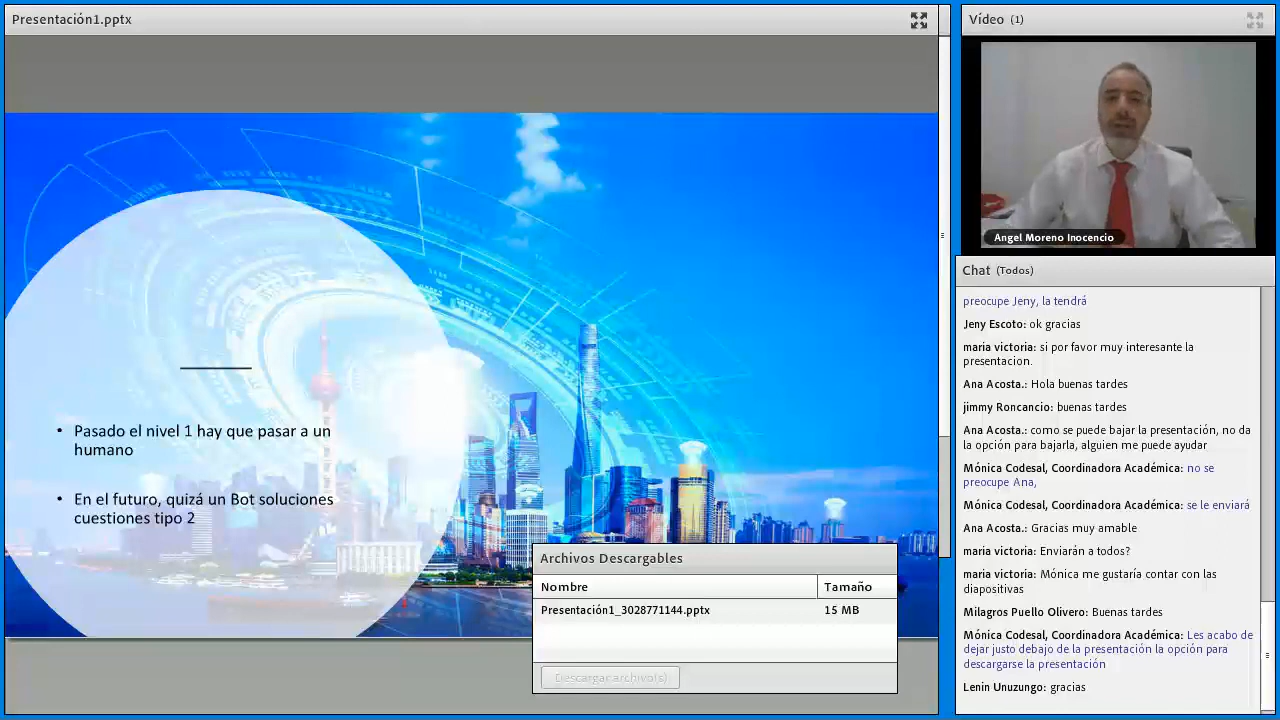 Presentación1.pptx
Pasado el nivel 1 hay que pasar a un
humano
En el futuro, quizá un Bot soluciones
cuestiones tipo 2
Archivos Descargables
Nombre Tamaño
Presentación1_3028771144.pptx 15 MB
Descargar archivo(s)
Vídeo (1)
Angel Moreno Inocencio
Chat (Todos)
preocupe Jeny, la tendrá
Jeny Escoto: ok gracias
maria victoria: si por favor muy interesante la
presentacion.
Ana Acosta.: Hola buenas tardes
jimmy Roncancio: buenas tardes
Ana Acosta.: como se puede bajar la presentación, no da
la opción para bajarla, alguien me puede ayudar
Mónica Codesal, Coordinadora Académica: no se
preocupe Ana,
Mónica Codesal, Coordinadora Académica: se le enviará
Ana Acosta.: Gracias muy amable
maria victoria: Enviarán a todos?
maria victoria: Mónica me gustaría obtener las
diapositivas
Milagros Puello Olivero: Buenas tardes
Mónica Codesal, Coordinadora Académica: Les acabo de
dejar justo debajo de la presentación la opción para
descargarse la presentación
Lenin Unuzungo: gracias